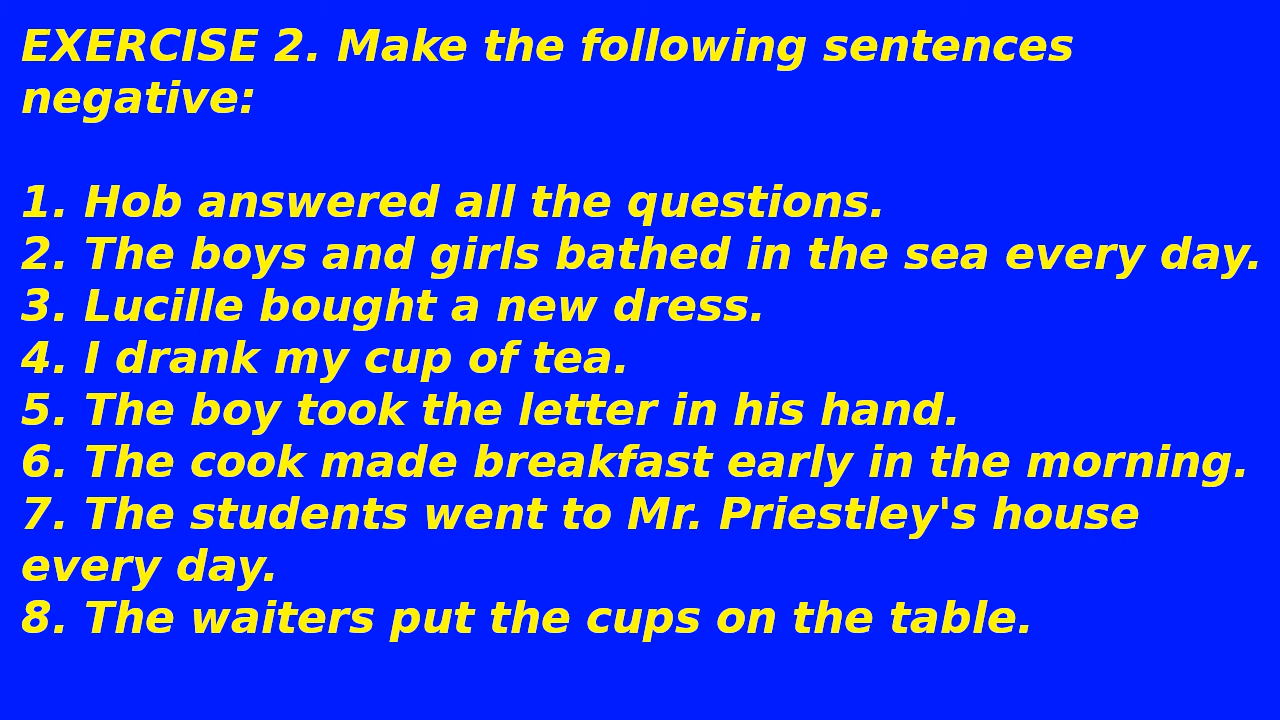 EXERCISE 2. Make the following sentences
negative:
1. Hob answered all the questions.
2. The boys and girls bathed in the sea every day.
3. Lucille bought a new dress.
4. I drank my cup of tea.
5. The boy took the letter in his hand.
6. The cook made breakfast early in the morning.
7. The students went to Mr. Priestley's house
every day.
8. The waiters put the cups on the table.